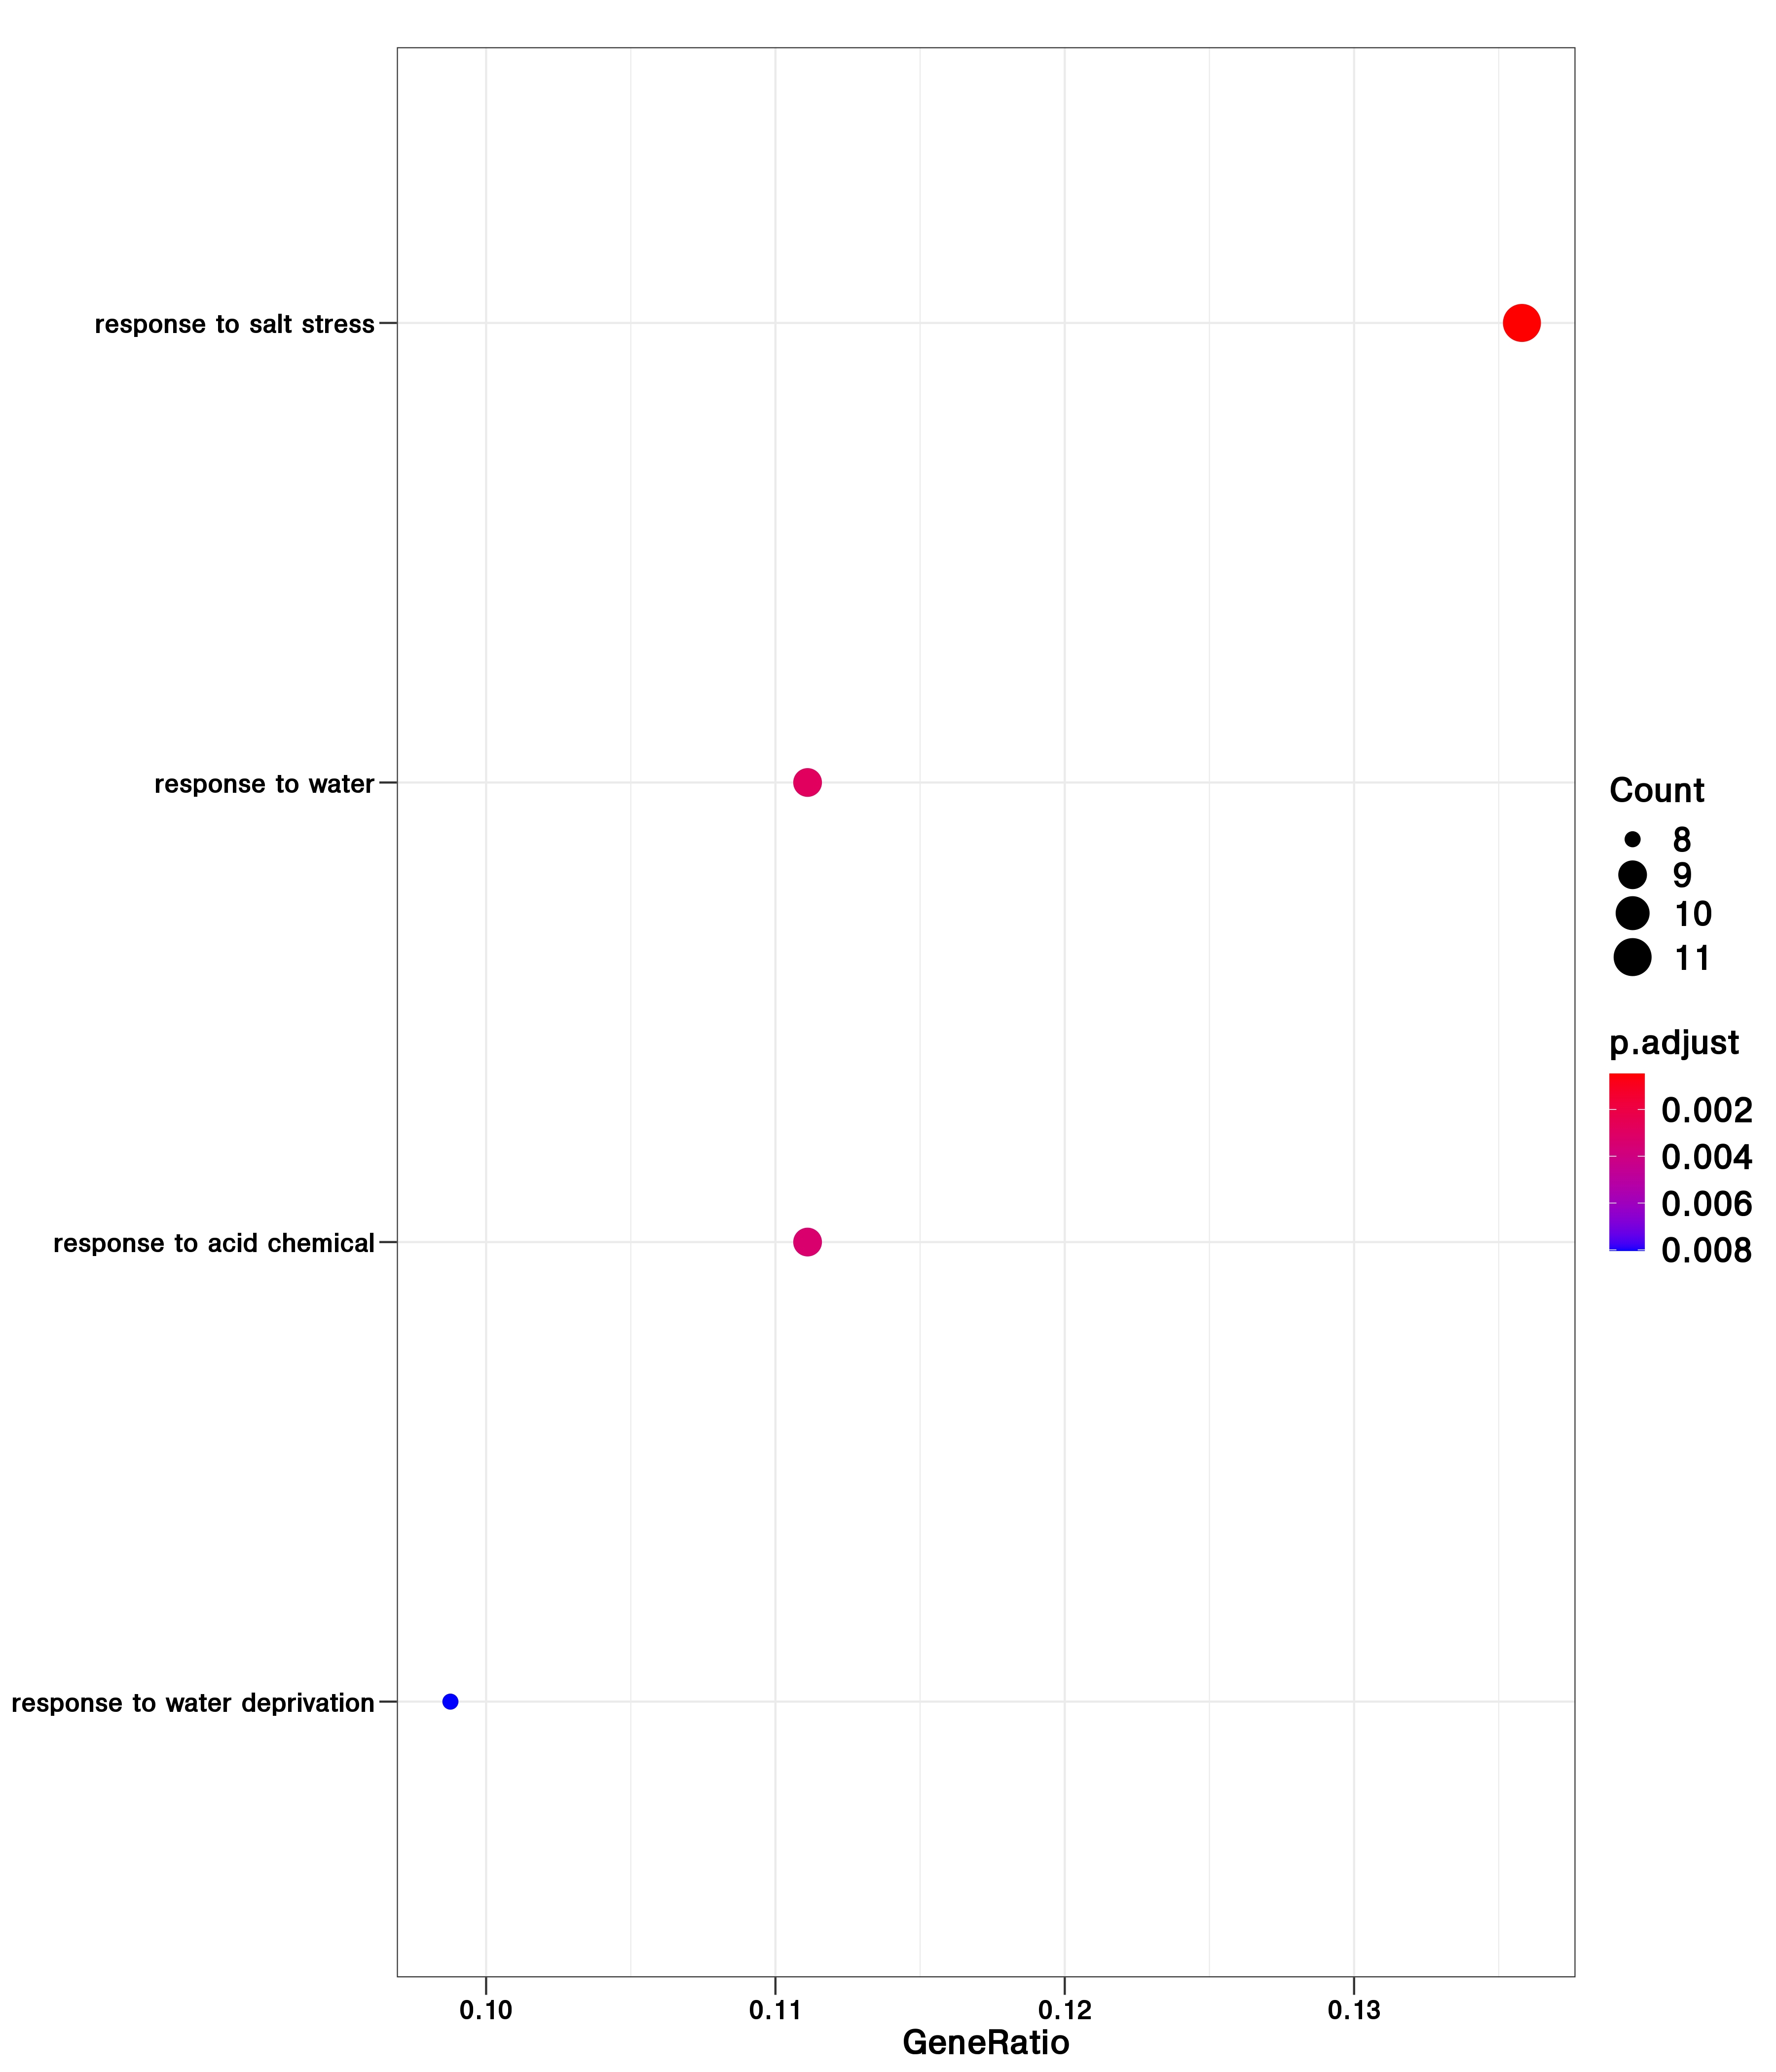 response to salt stress
response to water
response to acid chemical
response to water deprivation
0.10 0.11 0.12 0.13
GeneRatio
Count
8
9
10
11
p.adjust
0.002
0.004
0.006
0.008